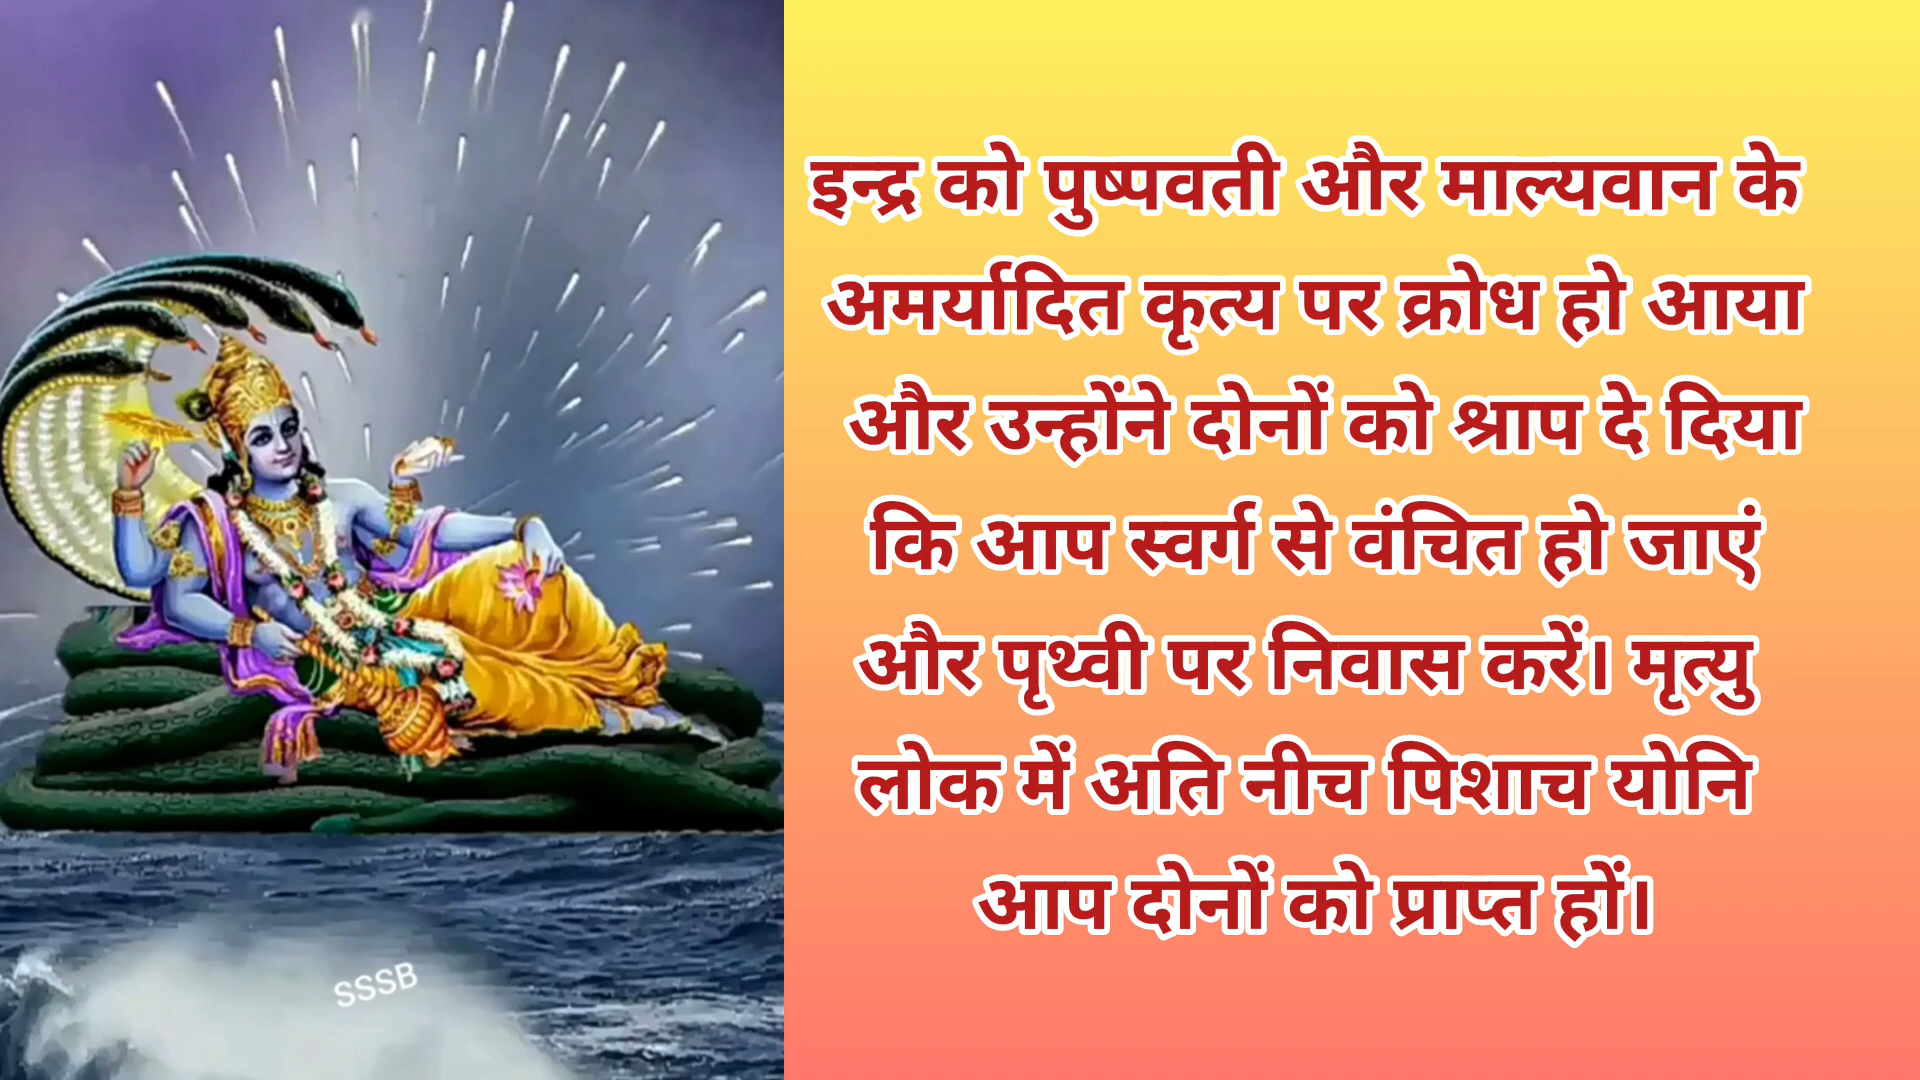 इन्द्र को पुष्पवती और माल्यवान के
अमर्यादित कृत्य पर क्रोध हो आया
और उन्होंने दोनों को श्राप दे दिया
कि आप स्वर्ग से वंचित हो जाएं
और पृथ्वी पर निवास करें। मृत्यु
लोक में अति नीच पिशाच योनि
आप दोनों को प्राप्त हों।
SSSB